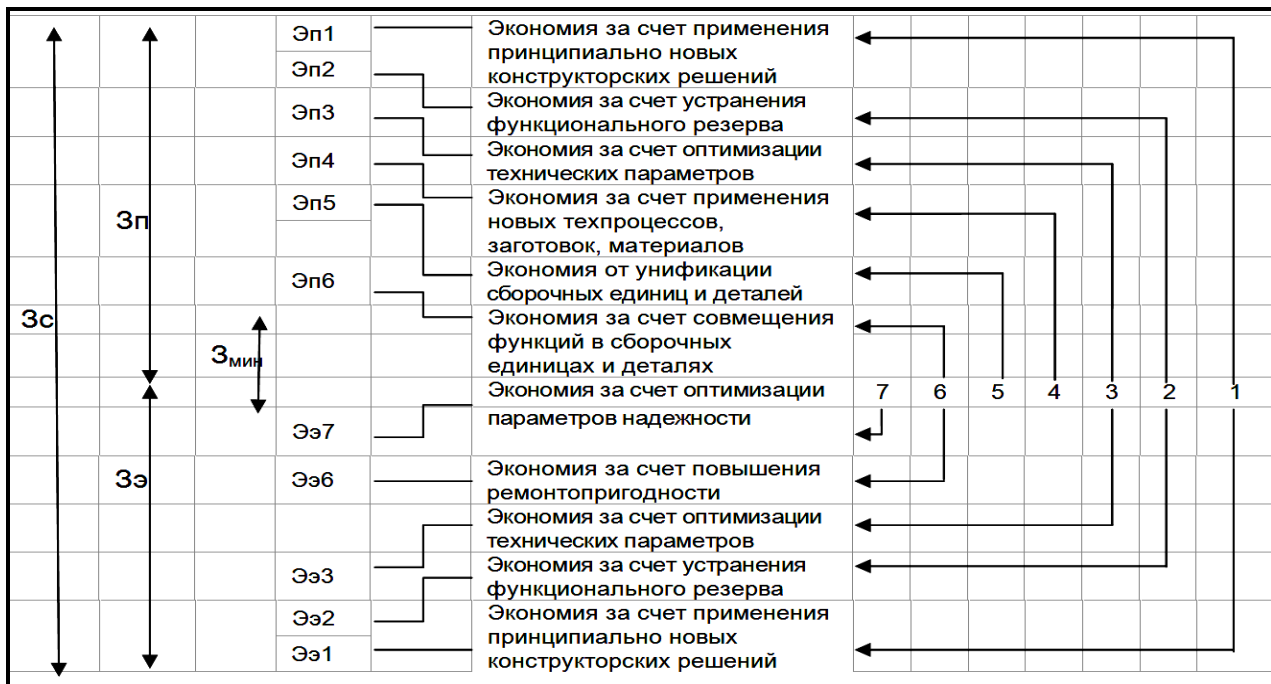 Эп1
Экономия за счет применения
принципиально новых
Эп2
конструкторских решений
Экономия за счет устранения
Эп3
функционального резерва
Экономия за счет оптимизации
Эп4
технических параметров
Экономия за счет применения
Эп5
новых техпроцессов,
Зп
заготовок, материалов
Экономия от унификации
Эп6
сборочных единиц и деталей
Зс
Экономия за счет совмещения
функций в сборочных
Змин
единицах и деталях
Экономия за счет оптимизации
7 6 5 4 3 2 1
параметров надежности
Ээ7
Зэ
Ээ6
Экономия за счет повышения
ремонтопригодности
Экономия за счет оптимизации
технических параметров
Ээ3
Экономия за счет устранения
функционального резерва
Ээ2
Экономия за счет применения
принципиально новых
Ээ1
конструкторских решений